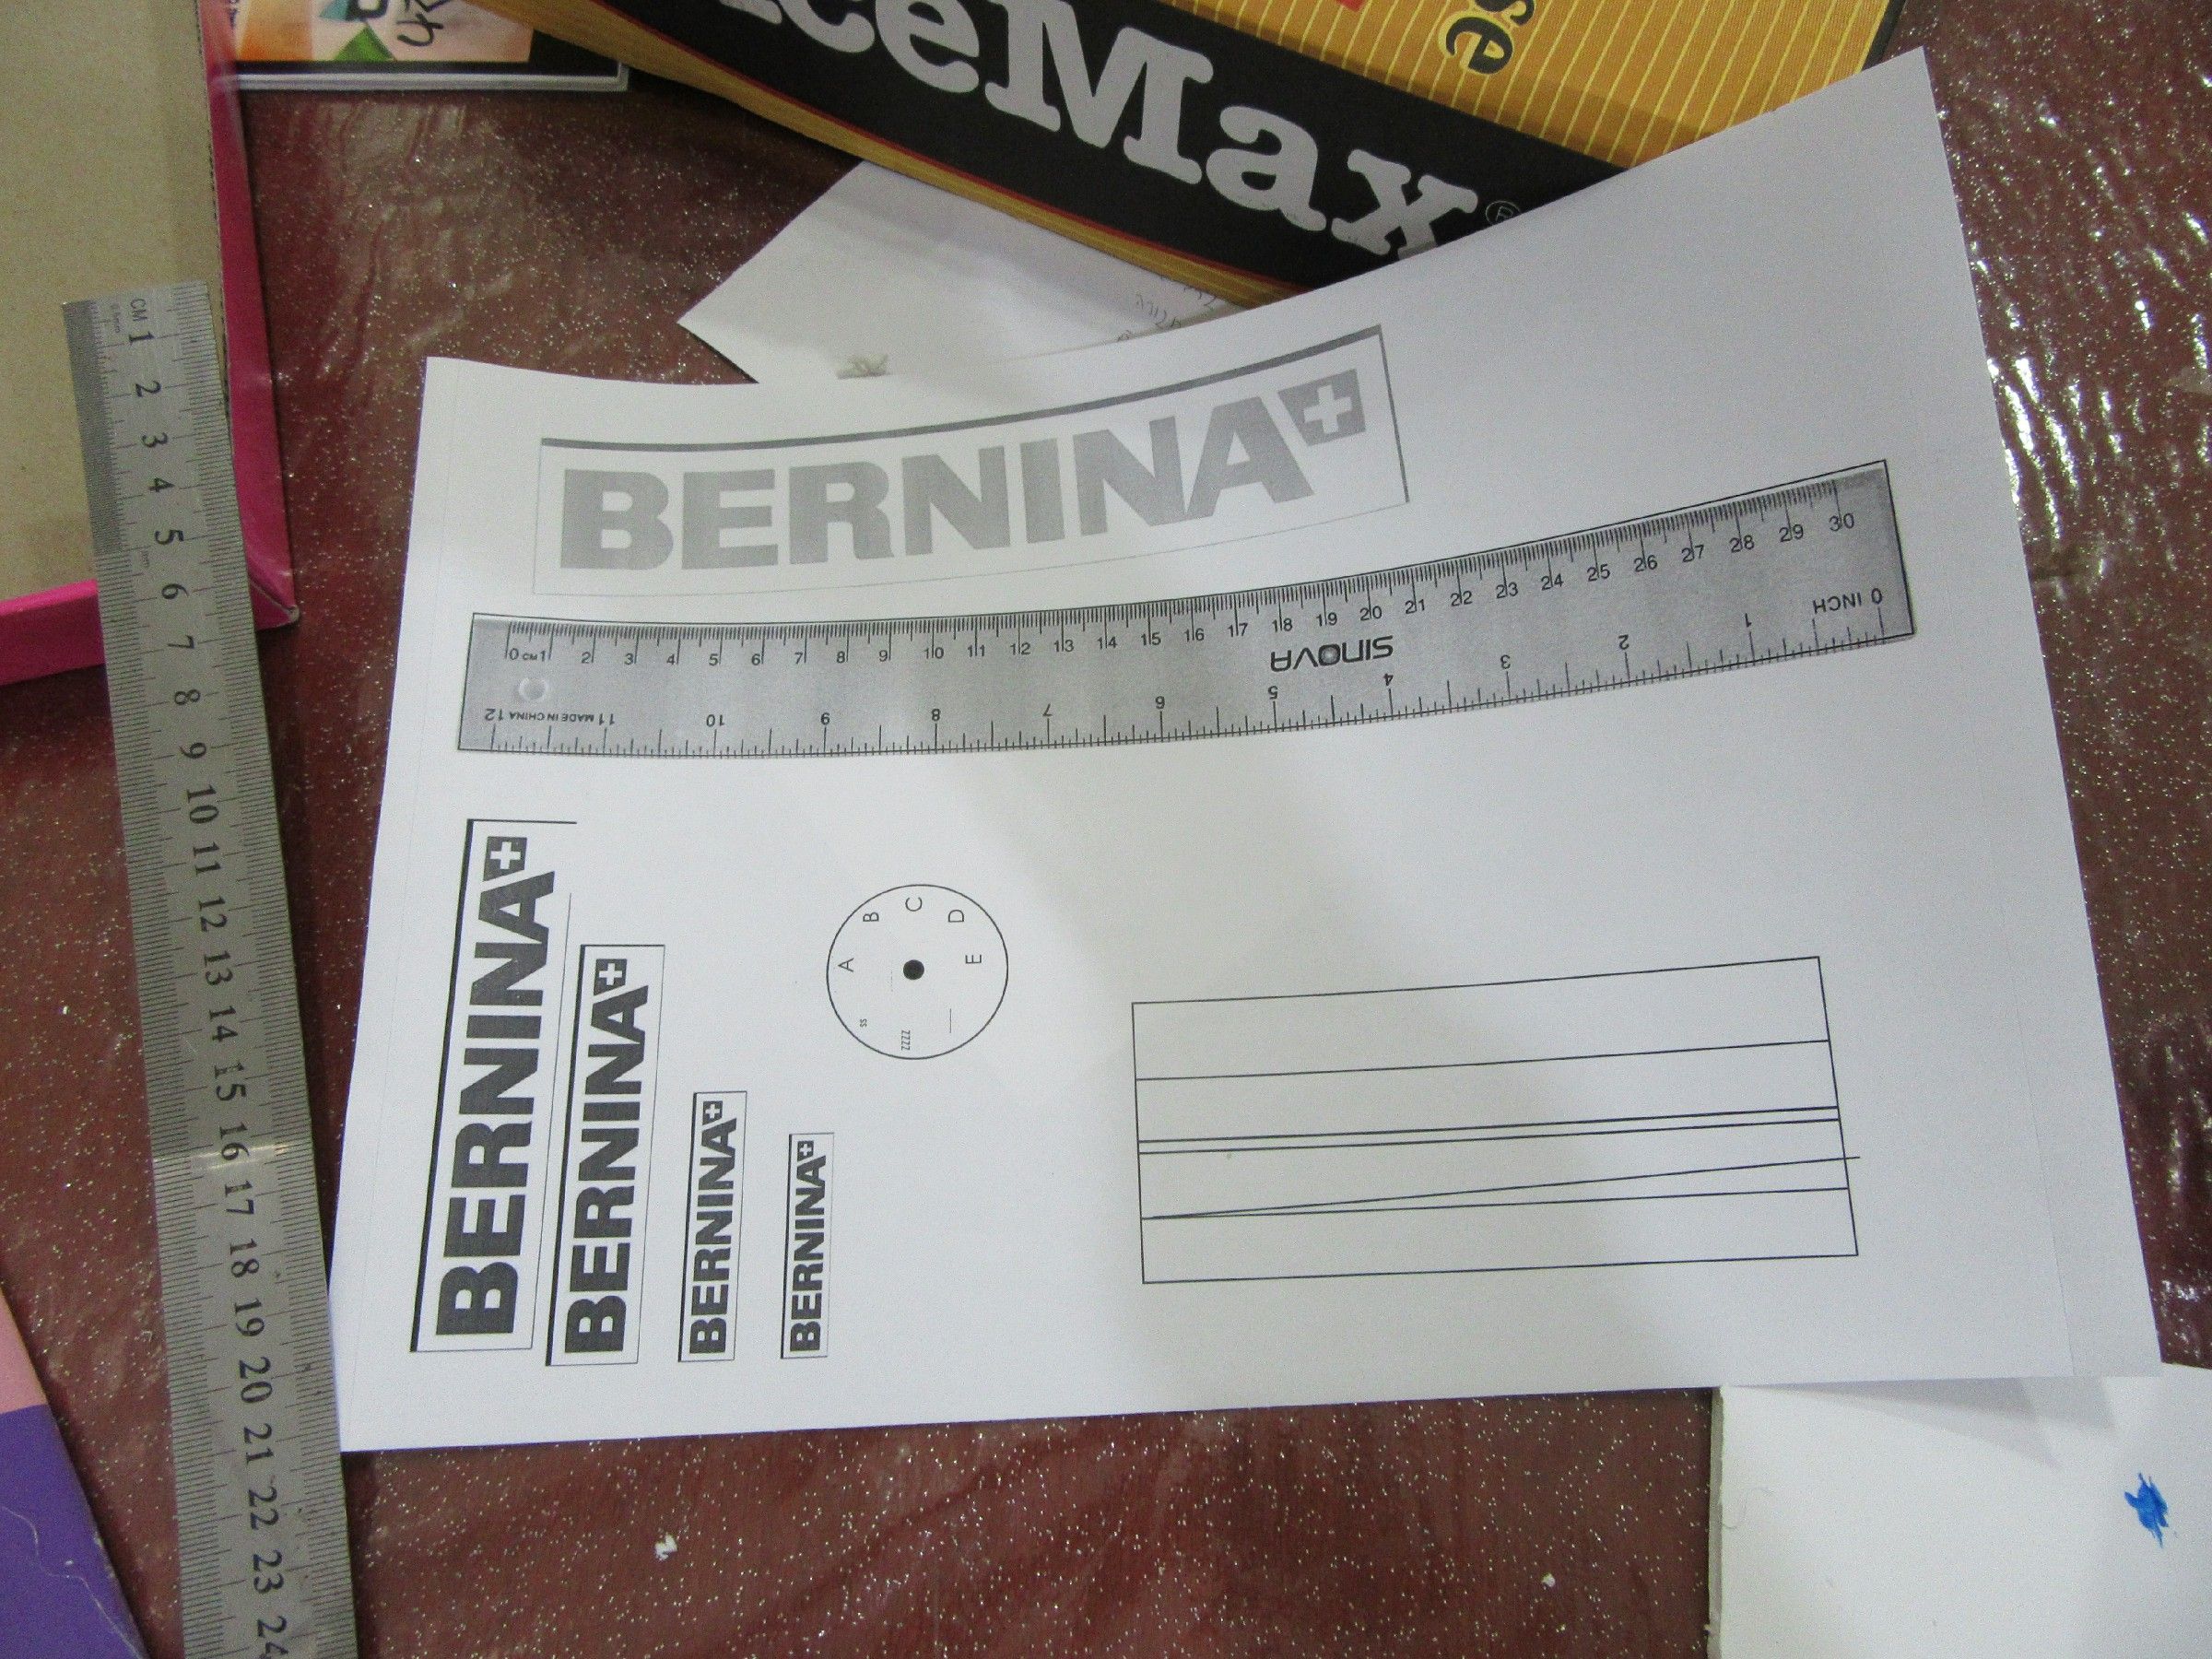 ceMax®
se
BERNINA
0 CM 1 2 3 4 5 6 7 8 9 10 11 12 13 14 15 16 17 18 19 20 21 22 23 24 25 26 27 28 29 30
SINOVA
12 MADE IN CHINA 11 10 9 8 7 6 5 4 3 2 1 INCH 0
BERNINA
BERNINA
BERNINA
BERNINA
A B C D E
ss
zzzz
CM 1 2 3 4 5 6 7 8 9 10 11 12 13 14 15 16 17 18 19 20 21 22 23 24
0.5mm